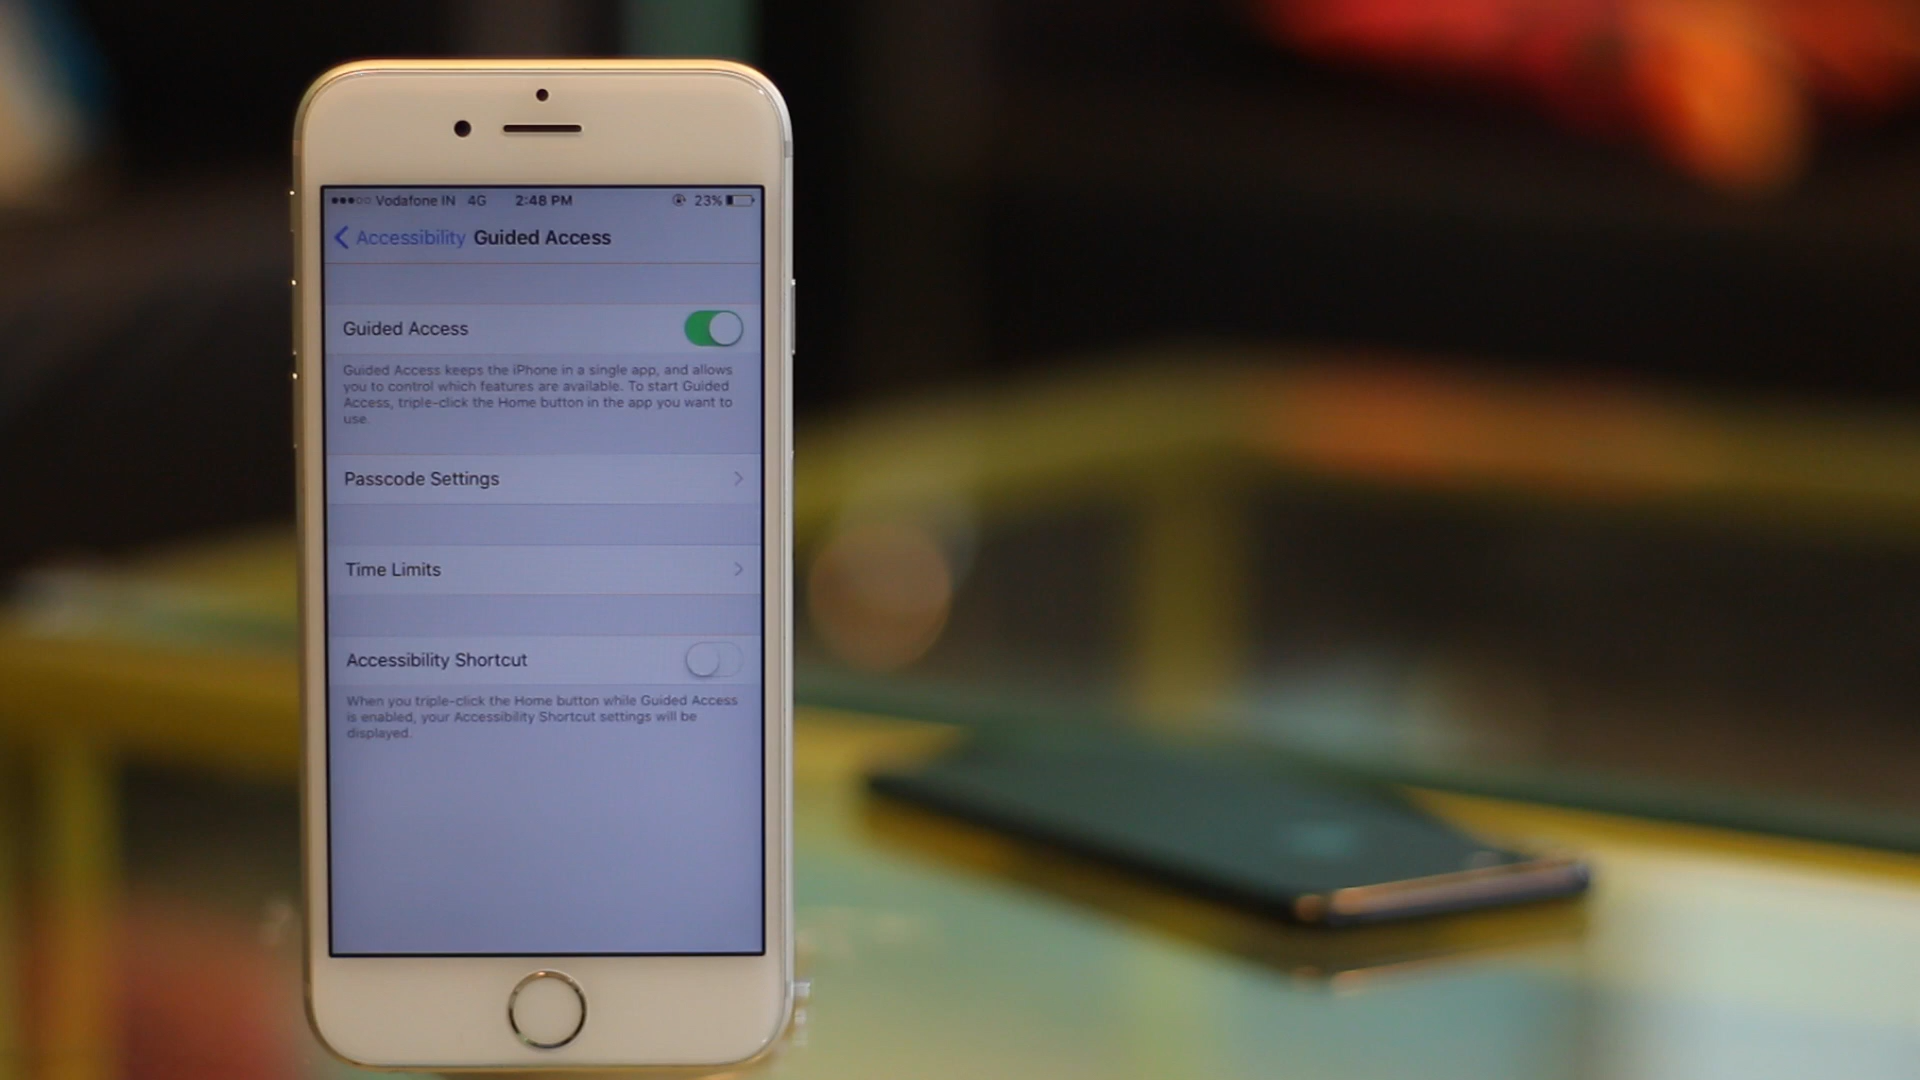 Vodafone IN 4G 2:48 PM 23%
Accessibility Guided Access
Guided Access
Guided Access keeps the iPhone in a single app, and allows
you to control which features are available. To start Guided
Access, triple-click the Home button in the app you want to
use.
Passcode Settings
Time Limits
Accessibility Shortcut
When you triple-click the Home button while Guided Access
is enabled, your Accessibility Shortcut settings will be
displayed.